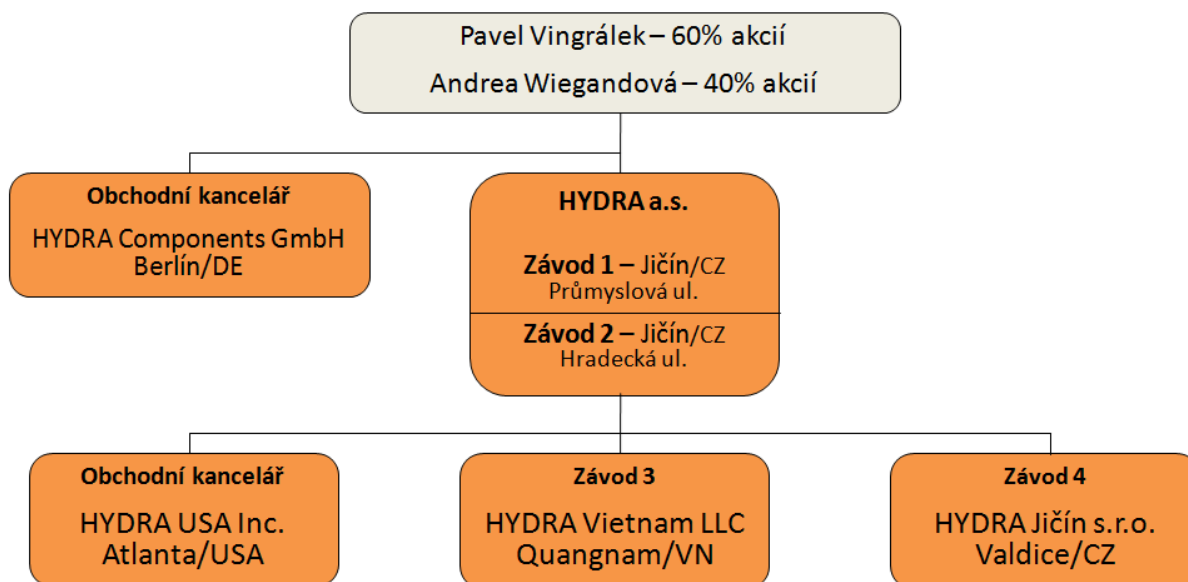 Pavel Vingrálek – 60% akcií
Andrea Wiegandová – 40% akcií
Obchodní kancelář
HYDRA Components GmbH
Berlín/DE
HYDRA a.s.
Závod 1 – Jičín/CZ
Průmyslová ul.
Závod 2 – Jičín/CZ
Hradecká ul.
Obchodní kancelář
HYDRA USA Inc.
Atlanta/USA
Závod 3
HYDRA Vietnam LLC
Quangnam/VN
Závod 4
HYDRA Jičín s.r.o.
Valdice/CZ